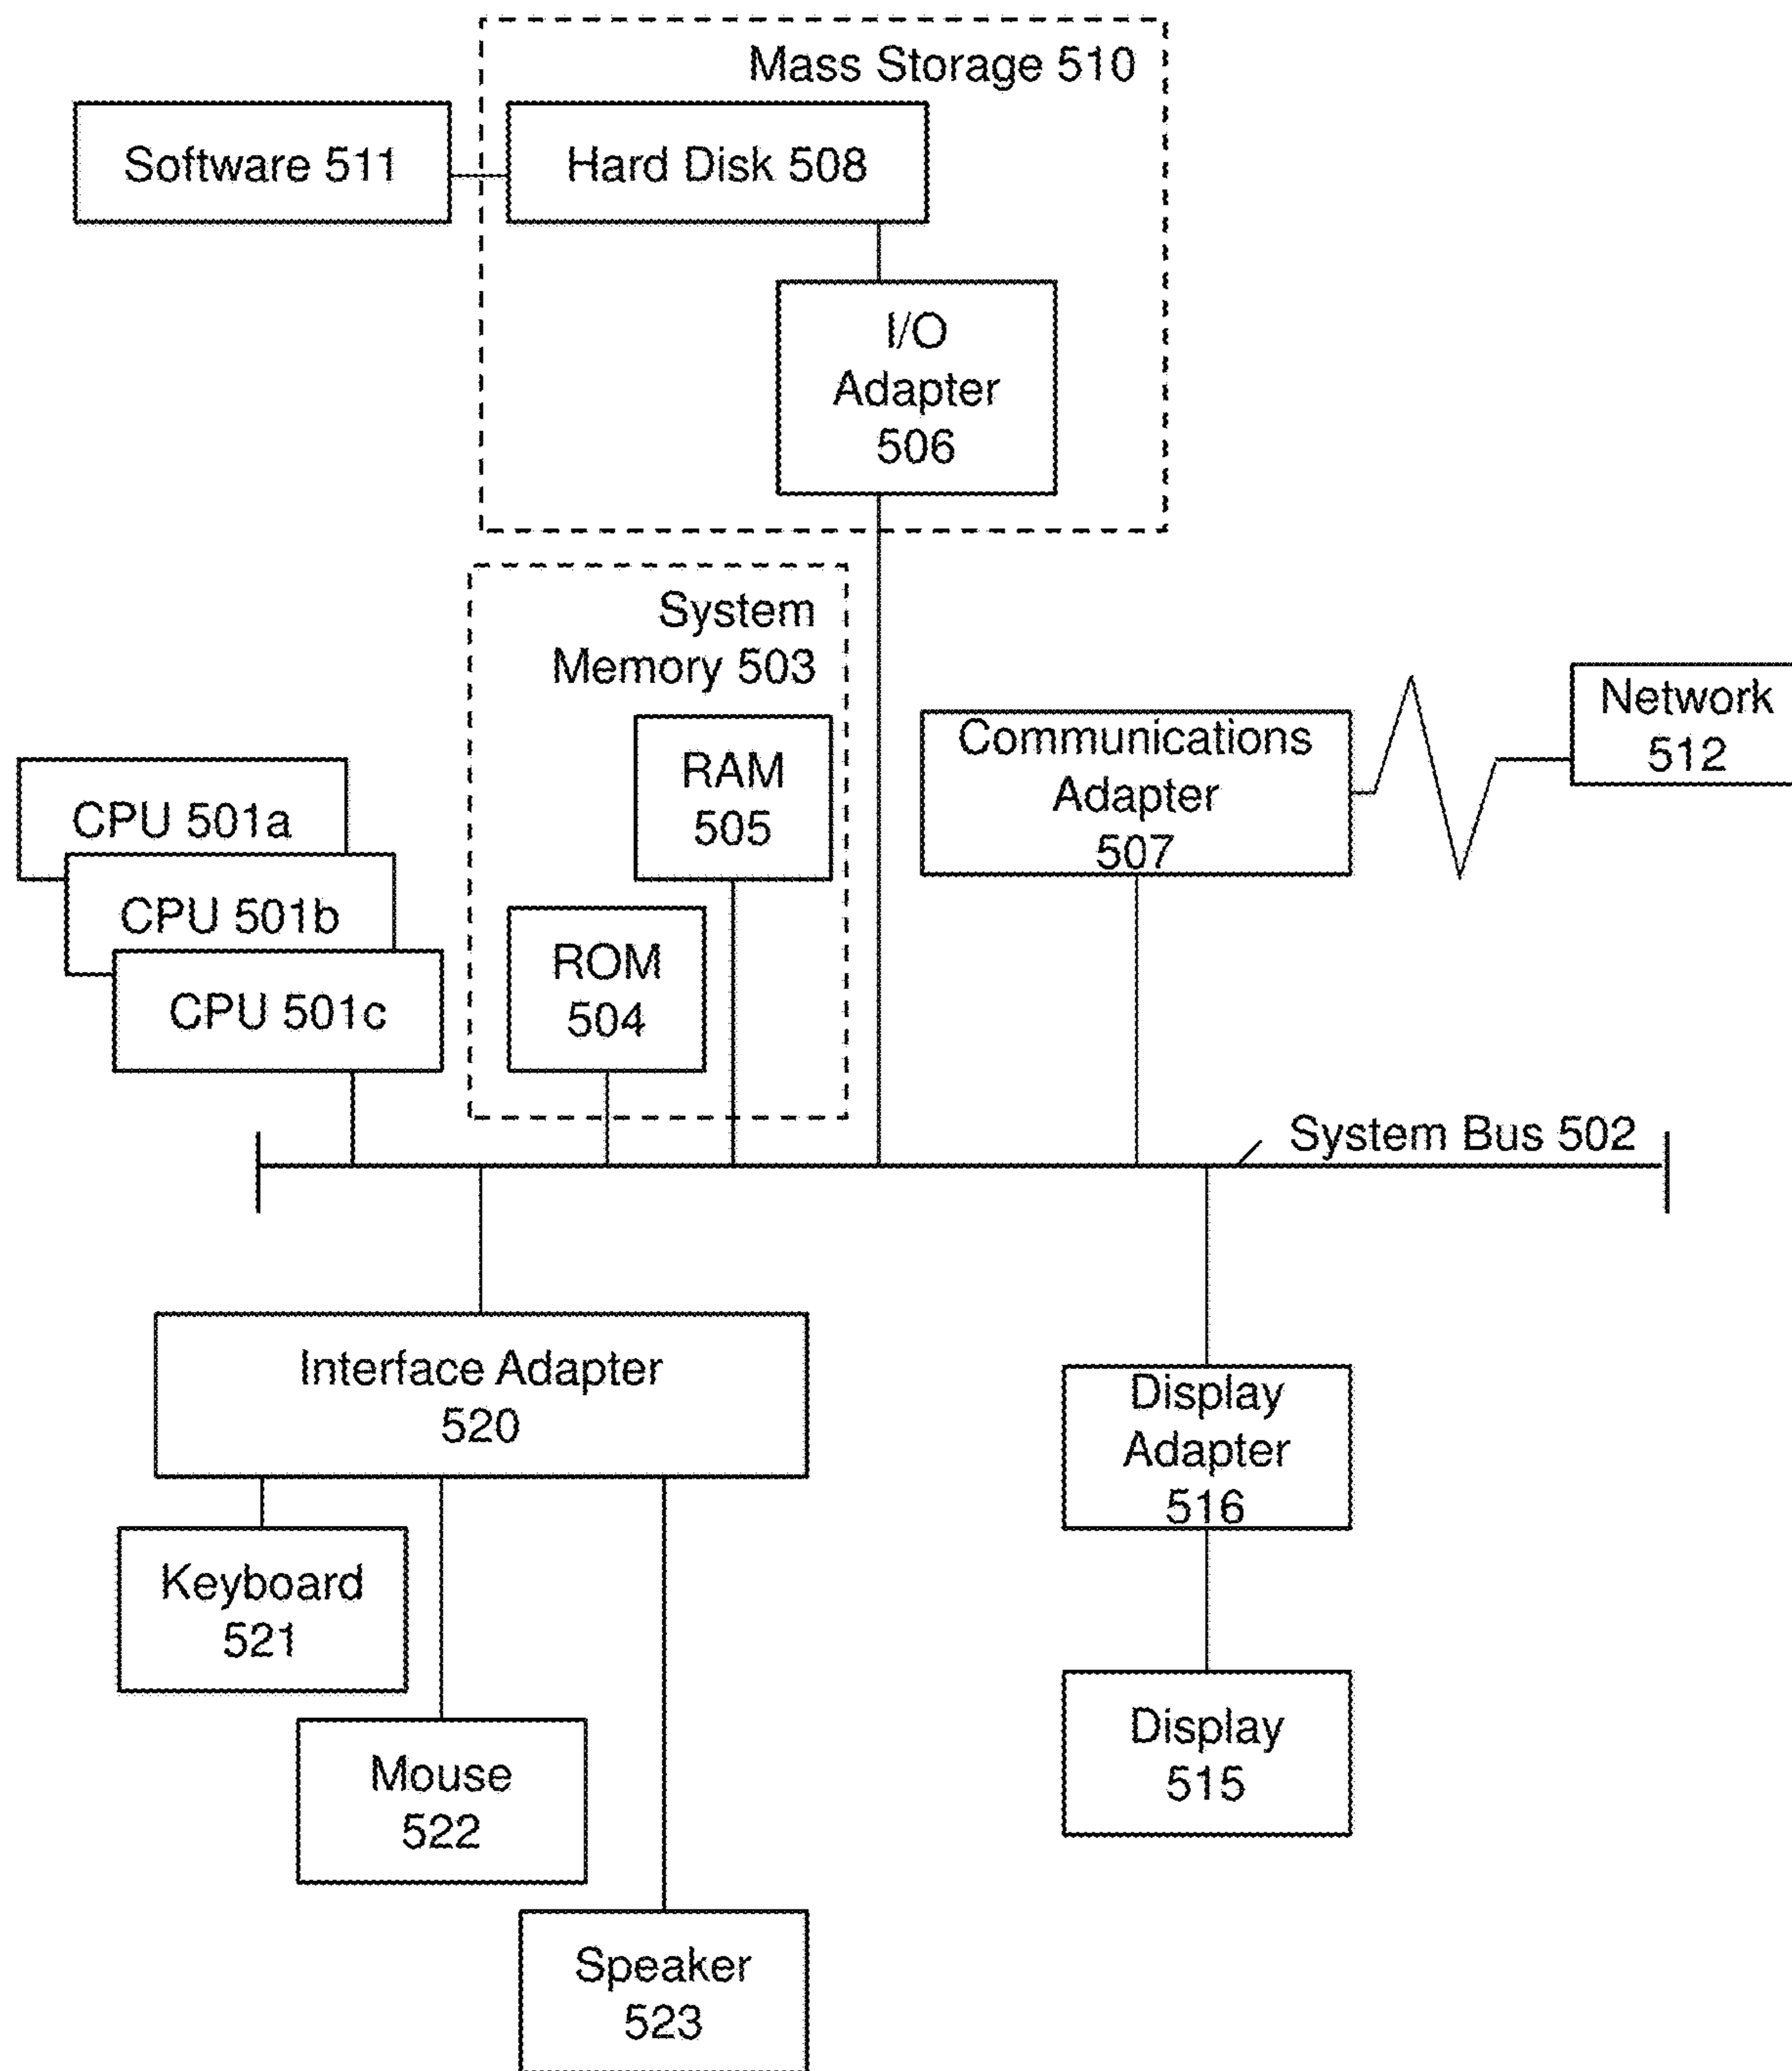 Mass Storage 510
Software 511
Hard Disk 508
I/O
Adapter
506
System
Memory 503
RAM
505
ROM
504
Communications
Adapter
507
Network
512
CPU 501a
CPU 501b
CPU 501c
System Bus 502
Interface Adapter
520
Display
Adapter
516
Keyboard
521
Mouse
522
Speaker
523
Display
515